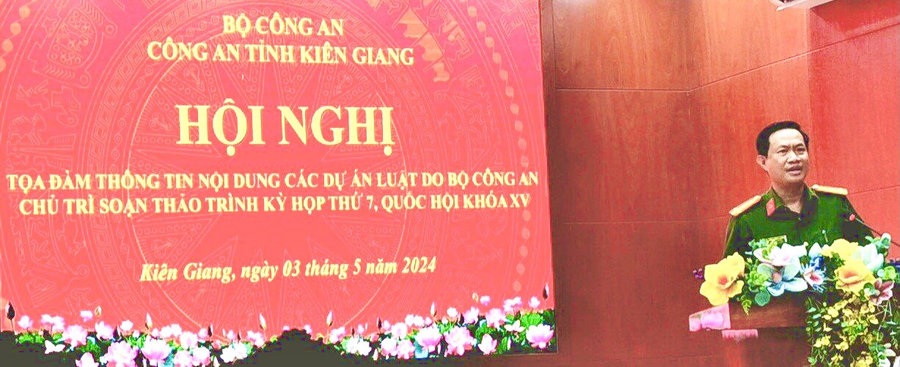 BỘ CÔNG AN
CÔNG AN TỈNH KIÊN GIANG
HỘI NGHỊ
TỌA ĐÀM THÔNG TIN NỘI DUNG CÁC DỰ ÁN LUẬT DO BỘ CÔNG AN
CHỦ TRÌ SOẠN THẢO TRÌNH KỲ HỌP THỨ 7, QUỐC HỘI KHÓA XV
Kiên Giang, ngày 03 tháng 5 năm 2024